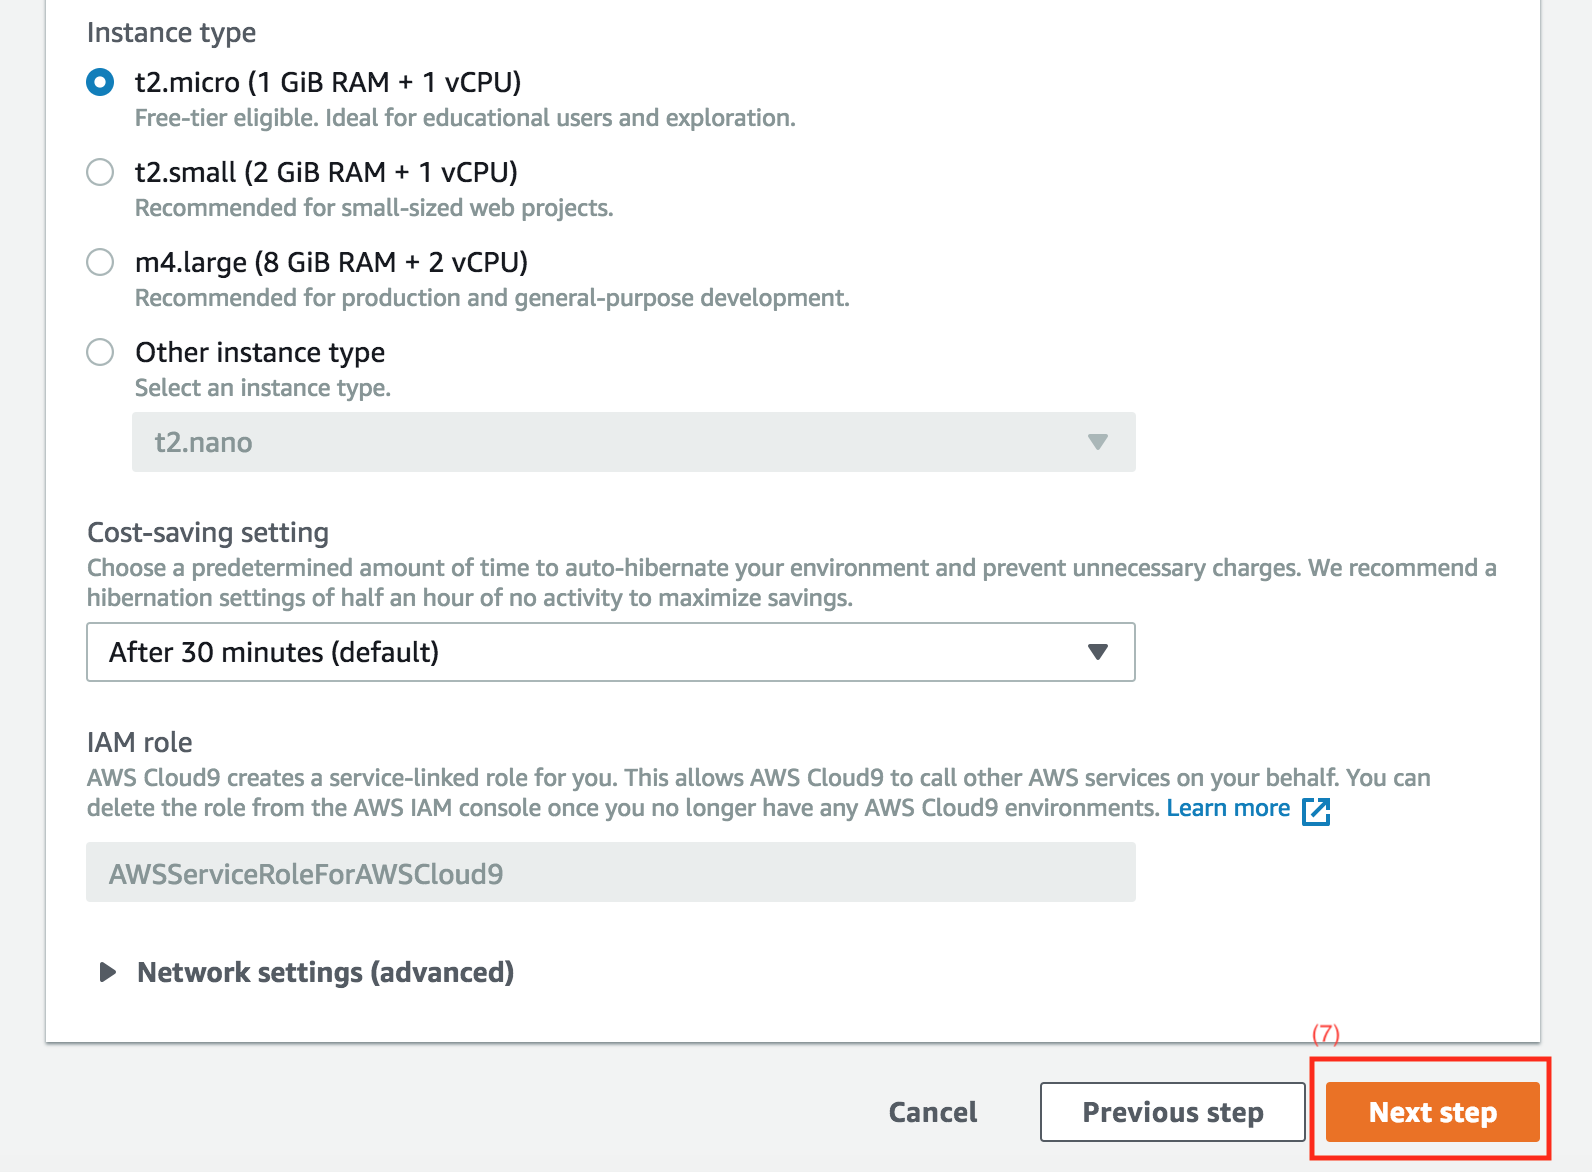 Instance type
t2.micro (1 GiB RAM + 1 vCPU)
Free-tier eligible. Ideal for educational users and exploration.
t2.small (2 GiB RAM + 1 vCPU)
Recommended for small-sized web projects.
m4.large (8 GiB RAM + 2 vCPU)
Recommended for production and general-purpose development.
Other instance type
Select an instance type.
t2.nano
Cost-saving setting
Choose a predetermined amount of time to auto-hibernate your environment and prevent unnecessary charges. We recommend a
hibernation settings of half an hour of no activity to maximize savings.
After 30 minutes (default)
IAM role
AWS Cloud9 creates a service-linked role for you. This allows AWS Cloud9 to call other AWS services on your behalf. You can
delete the role from the AWS IAM console once you no longer have any AWS Cloud9 environments. Learn more
AWSServiceRoleForAWSCloud9
Network settings (advanced)
(7)
Cancel
Previous step
Next step